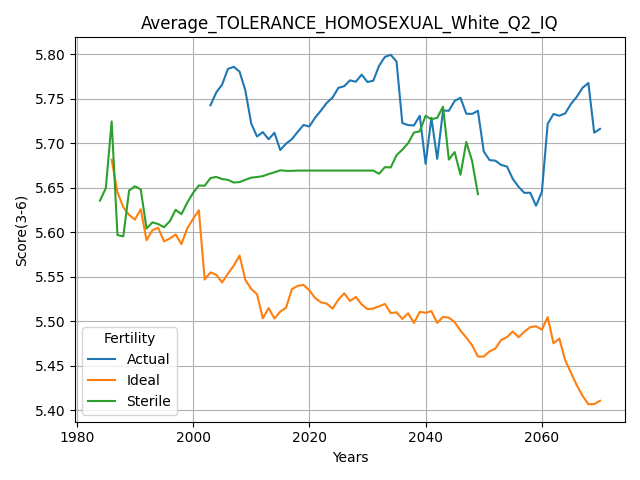 Average_TOLERANCE_HOMOSEXUAL_White_Q2_IQ
5.80
5.75
5.70
5.65
5.60
5.55
5.50
5.45
5.40
Score(3-6)
Fertility
Actual
Ideal
Sterile
1980 2000 2020 2040 2060
Years